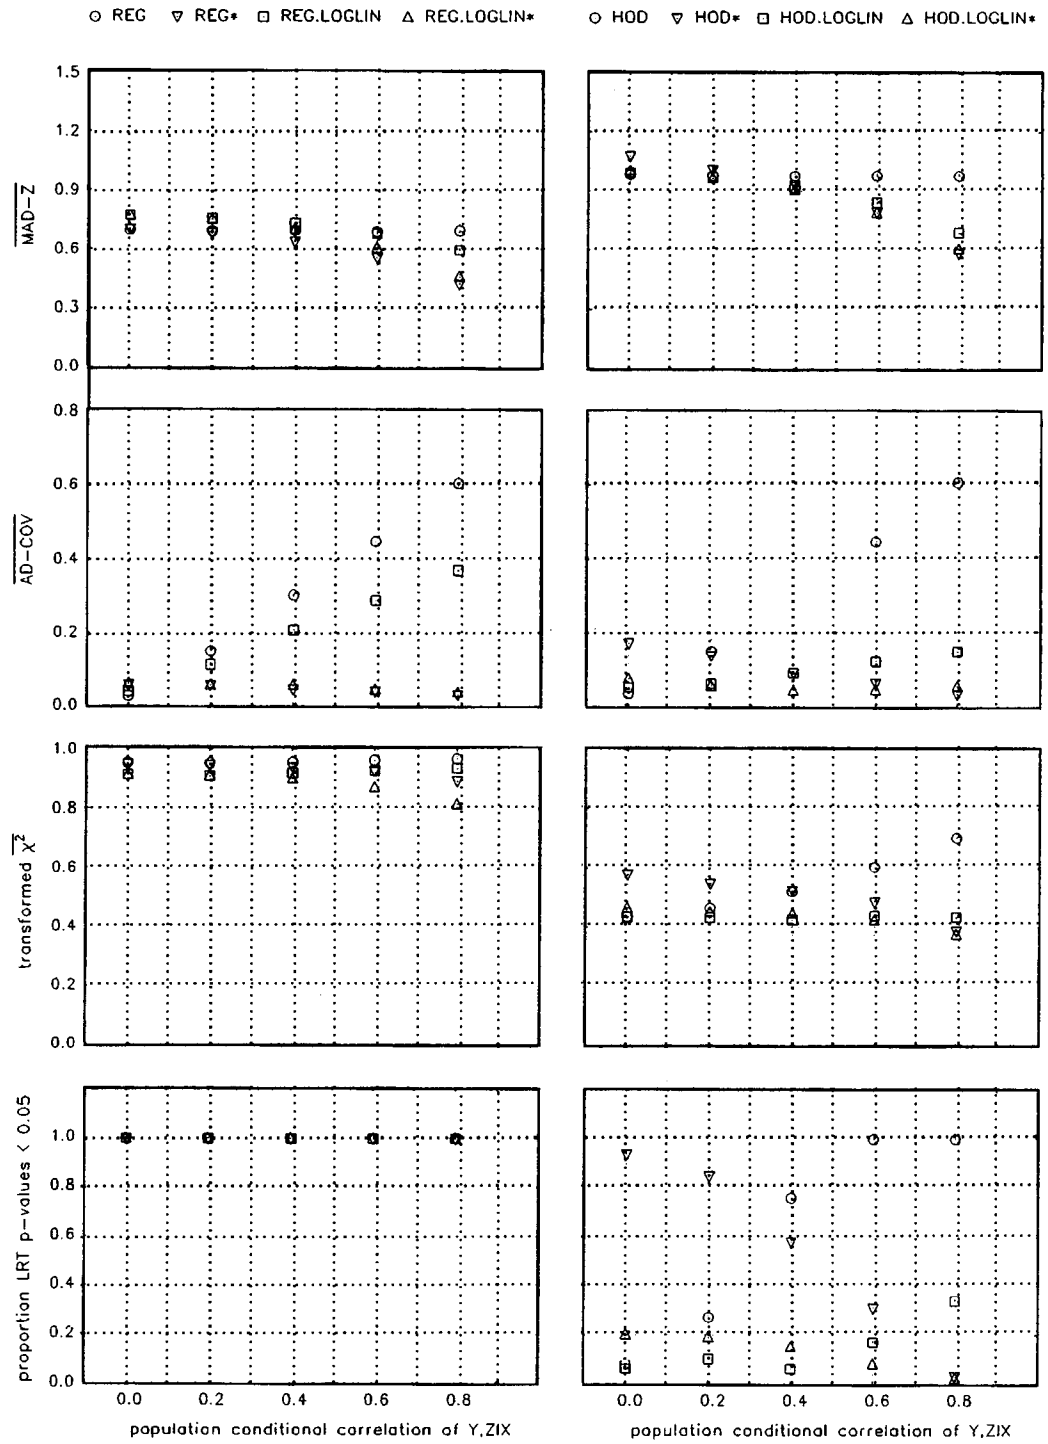 ○ REG ▽ REG* □ REG.LOGLIN △ REG.LOGLIN*
○ HOD ▽ HOD* □ HOD.LOGLIN △ HOD.LOGLIN*
MAD-Z
1.5
1.2
0.9
0.6
0.3
0.0
AD-COV
0.8
0.6
0.4
0.2
0.0
transformed χ²
1.0
0.8
0.6
0.4
0.2
0.0
proportion LRT p-values < 0.05
1.0
0.8
0.6
0.4
0.2
0.0
0.0 0.2 0.4 0.6 0.8
population conditional correlation of Y,Z|X
0.0 0.2 0.4 0.6 0.8
population conditional correlation of Y,Z|X